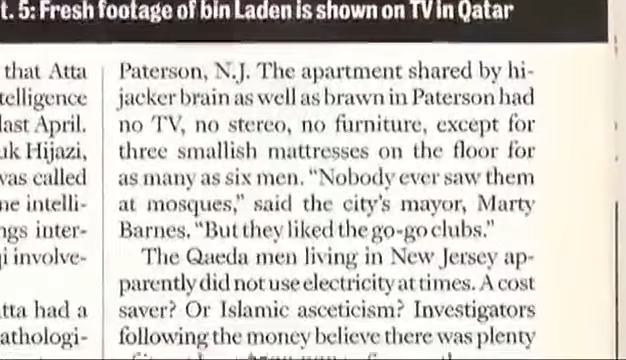 t. 5: Fresh footage of bin Laden is shown on TV in Qatar
that Atta
telligence
last April.
uk Hijazi,
was called
ne intelli-
ngs inter-
qi involve-
tta had a
athologi-
Paterson, N.J. The apartment shared by hi-
jacker brain as well as brawn in Paterson had
no TV, no stereo, no furniture, except for
three smallish mattresses on the floor for
as many as six men. “Nobody ever saw them
at mosques,” said the city’s mayor, Marty
Barnes. “But they liked the go-go clubs.”
The Qaeda men living in New Jersey ap-
parently did not use electricity at times. A cost
saver? Or Islamic asceticism? Investigators
following the money believe there was plenty